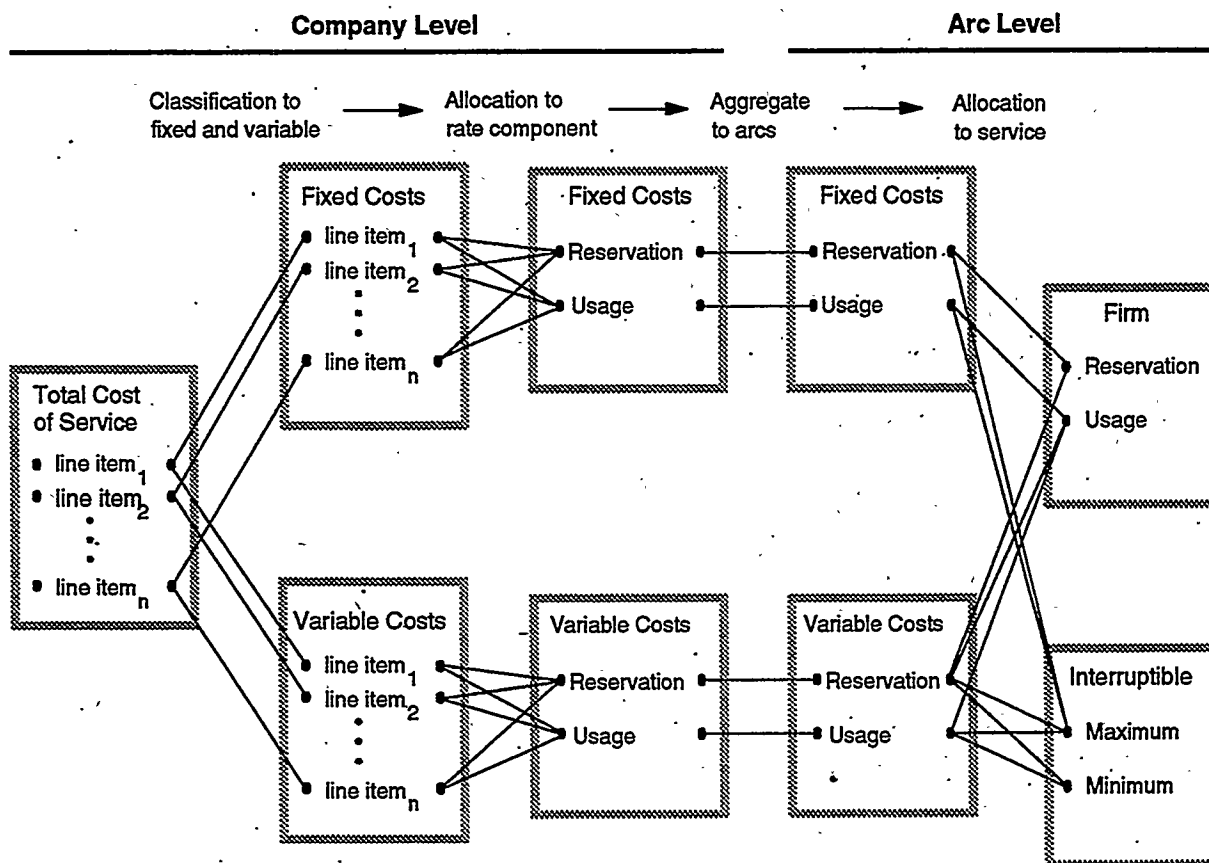 Company Level
Arc Level
Classification to
fixed and variable
Allocation to
rate component
Aggregate
to arcs
Allocation
to service
Total Cost
of Service
line item1
line item2
line itemn
Fixed Costs
line item1
line item2
line itemn
Variable Costs
line item1
line item2
line itemn
Fixed Costs
Reservation
Usage
Variable Costs
Reservation
Usage
Fixed Costs
Reservation
Usage
Variable Costs
Reservation
Usage
Firm
Reservation
Usage
Interruptible
Maximum
Minimum